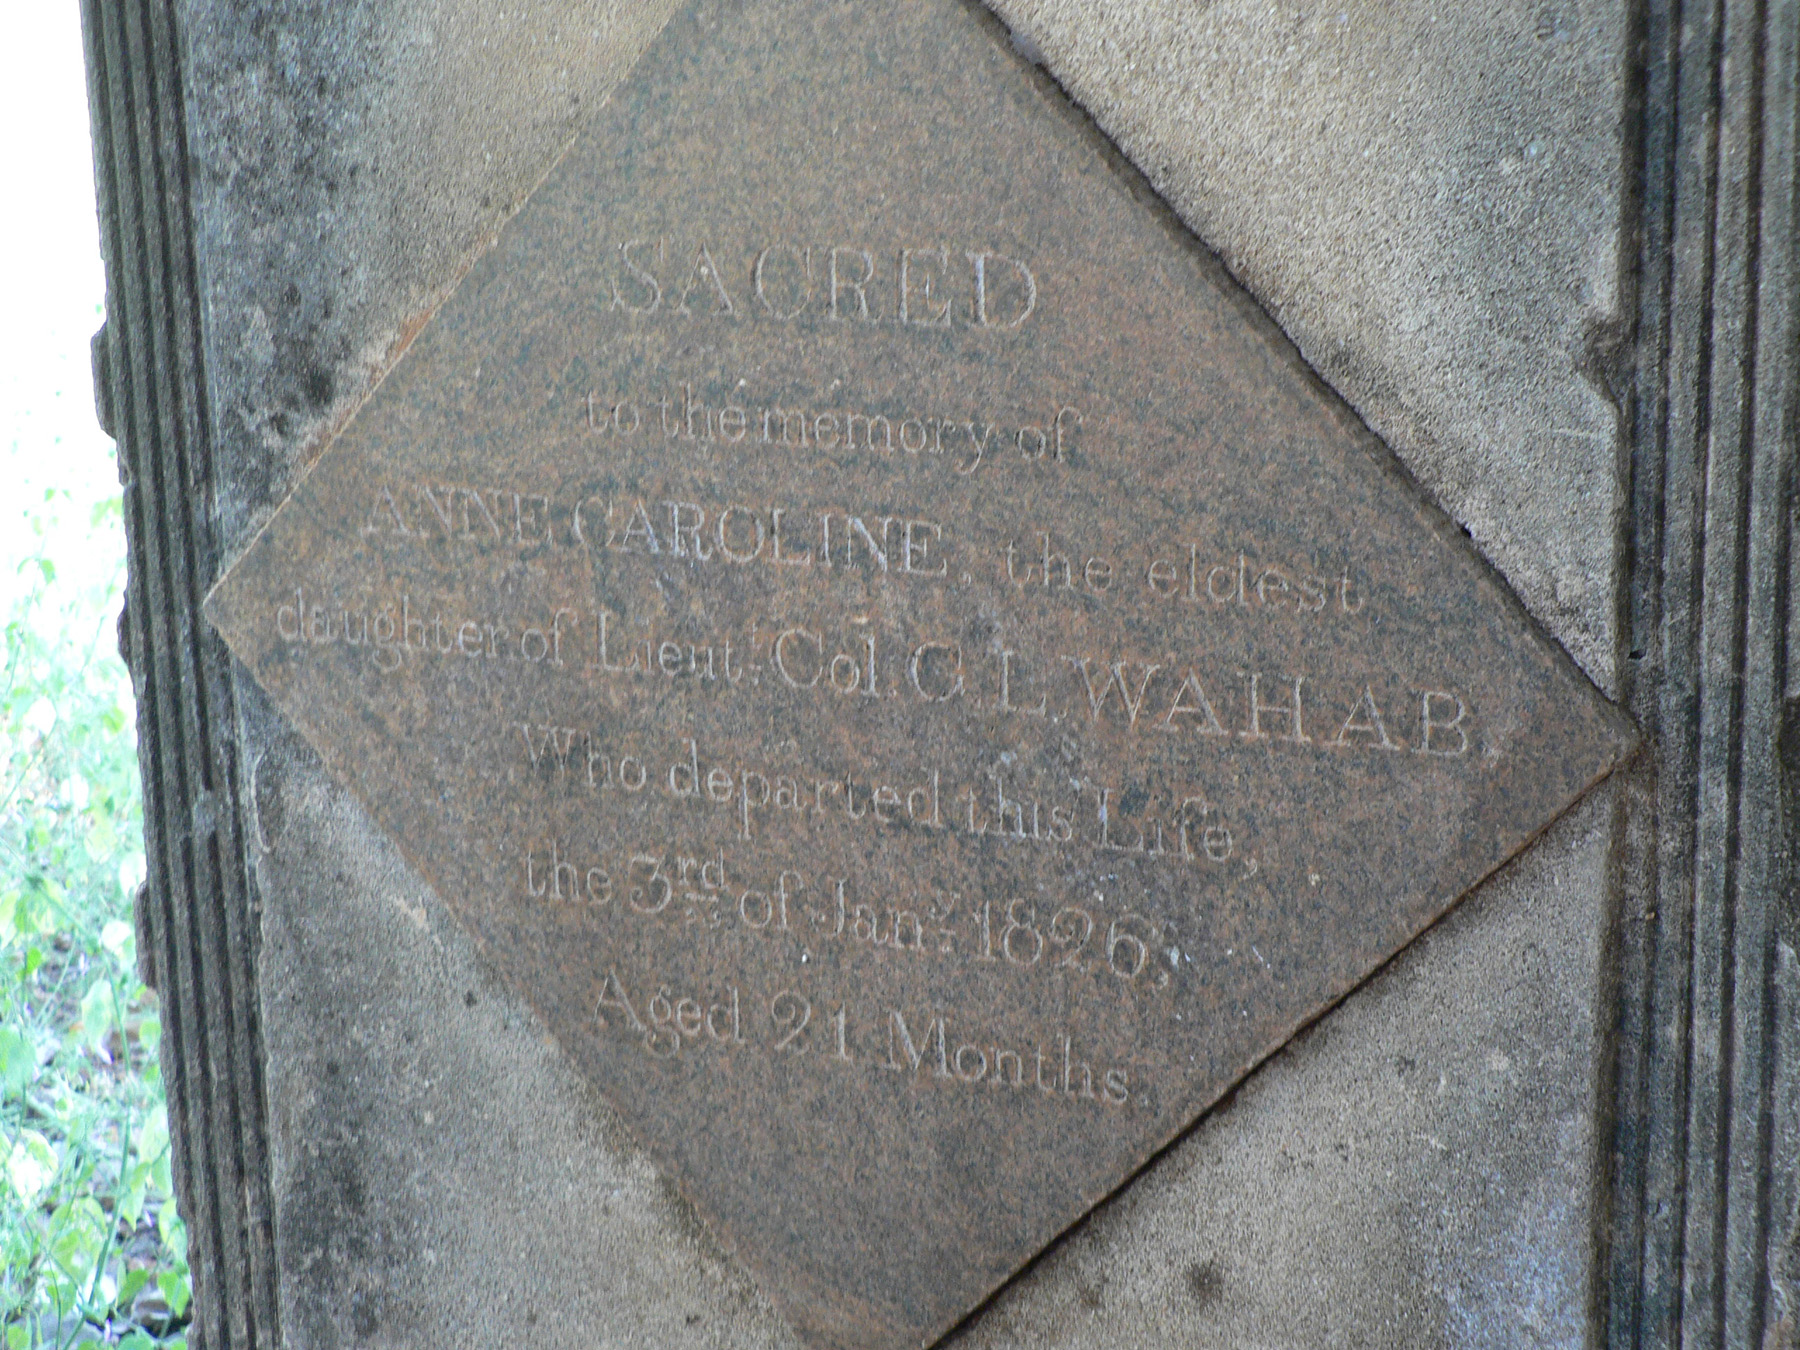 SACRED
to the memory of
ANNE CAROLINE, the eldest
daughter of Lieut. Col. G. L. WAHAB.
Who departed this Life,
the 3rd of Jany. 1826;
Aged 21 Months.